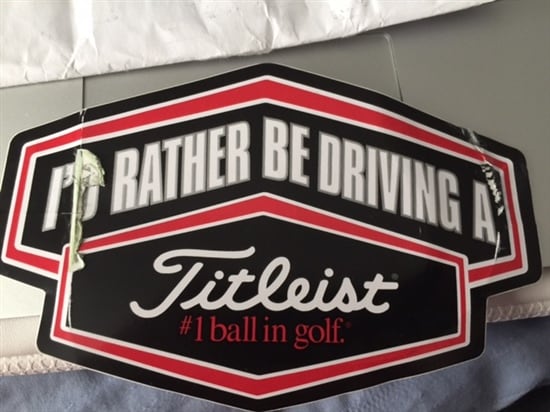 I'D RATHER BE DRIVING A
Titleist®
#1 ball in golf.®